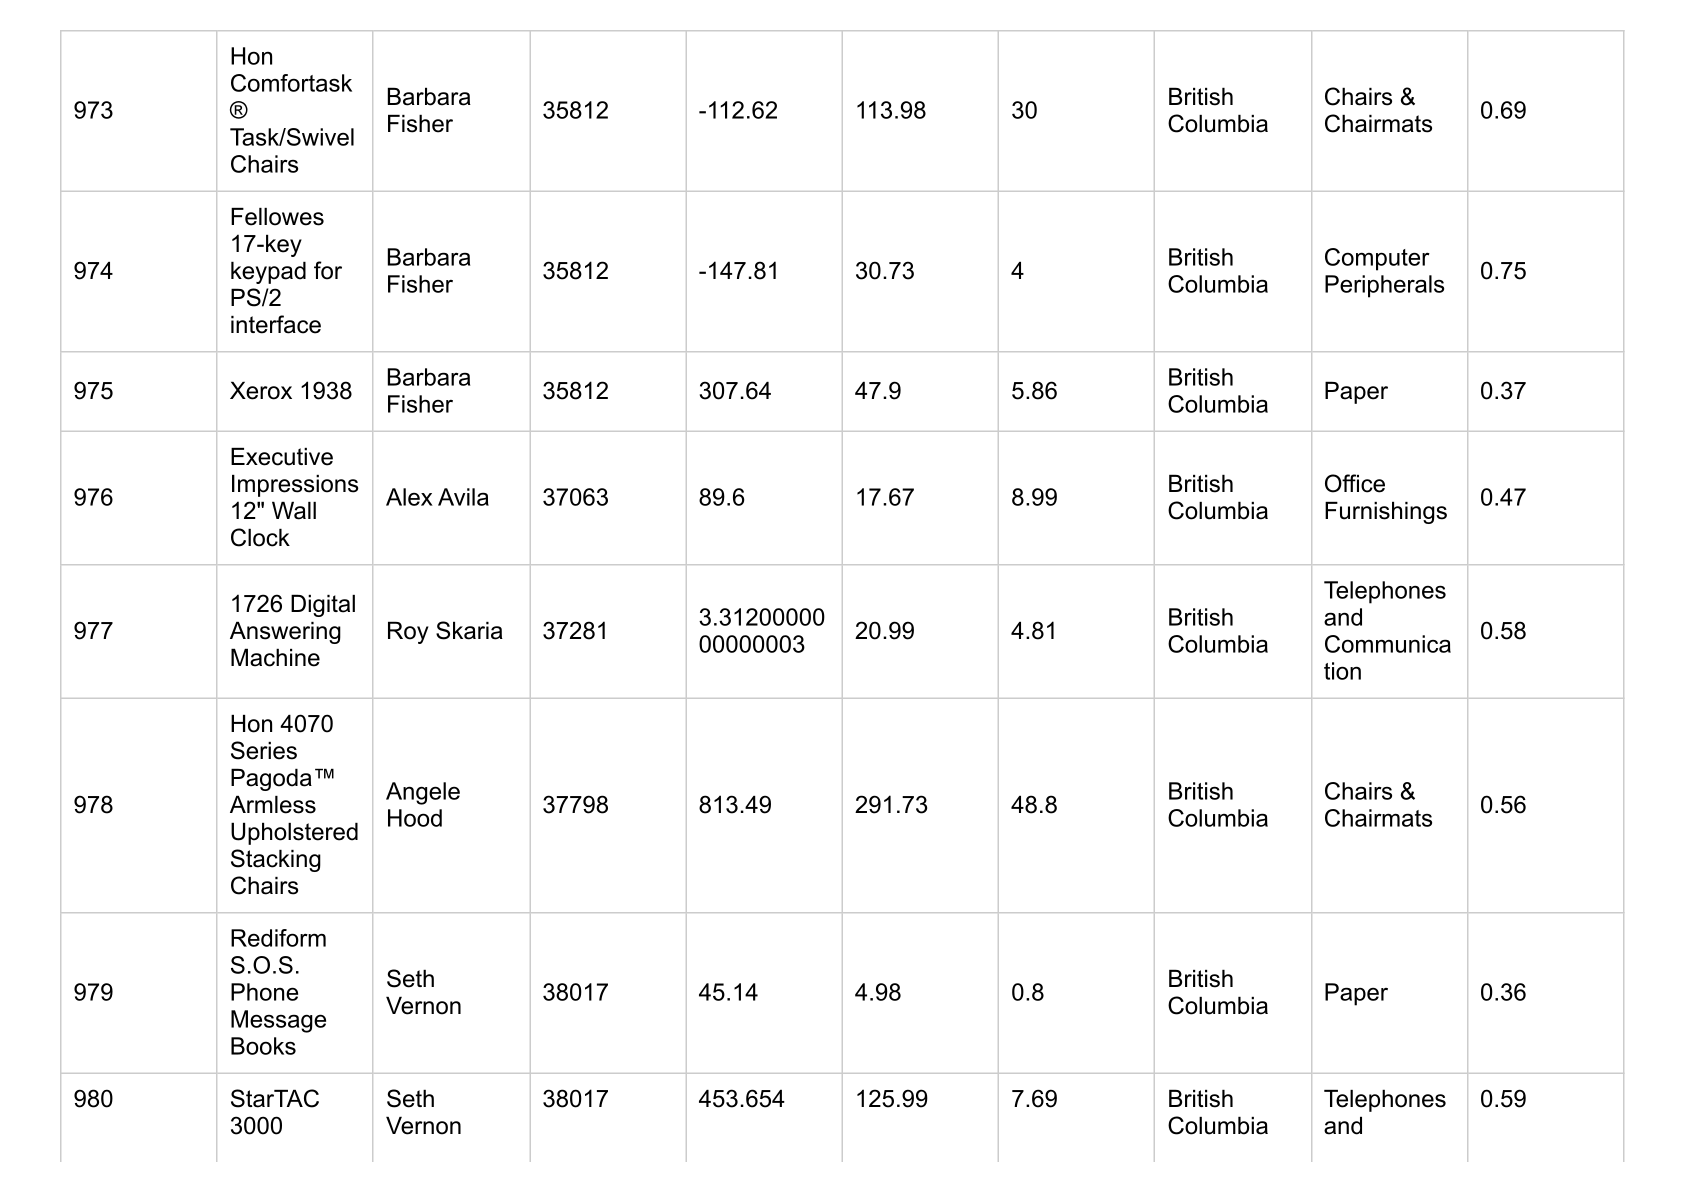 973
Hon
Comfortask
®
Task/Swivel
Chairs
Barbara
Fisher
35812
-112.62
113.98
30
British
Columbia
Chairs &
Chairmats
0.69
974
Fellowes
17-key
keypad for
PS/2
interface
Barbara
Fisher
35812
-147.81
30.73
4
British
Columbia
Computer
Peripherals
0.75
975
Xerox 1938
Barbara
Fisher
35812
307.64
47.9
5.86
British
Columbia
Paper
0.37
976
Executive
Impressions
12" Wall
Clock
Alex Avila
37063
89.6
17.67
8.99
British
Columbia
Office
Furnishings
0.47
977
1726 Digital
Answering
Machine
Roy Skaria
37281
3.31200000
00000003
20.99
4.81
British
Columbia
Telephones
and
Communica
tion
0.58
978
Hon 4070
Series
Pagoda™
Armless
Upholstered
Stacking
Chairs
Angele
Hood
37798
813.49
291.73
48.8
British
Columbia
Chairs &
Chairmats
0.56
979
Rediform
S.O.S.
Phone
Message
Books
Seth
Vernon
38017
45.14
4.98
0.8
British
Columbia
Paper
0.36
980
StarTAC
3000
Seth
Vernon
38017
453.654
125.99
7.69
British
Columbia
Telephones
and
0.59